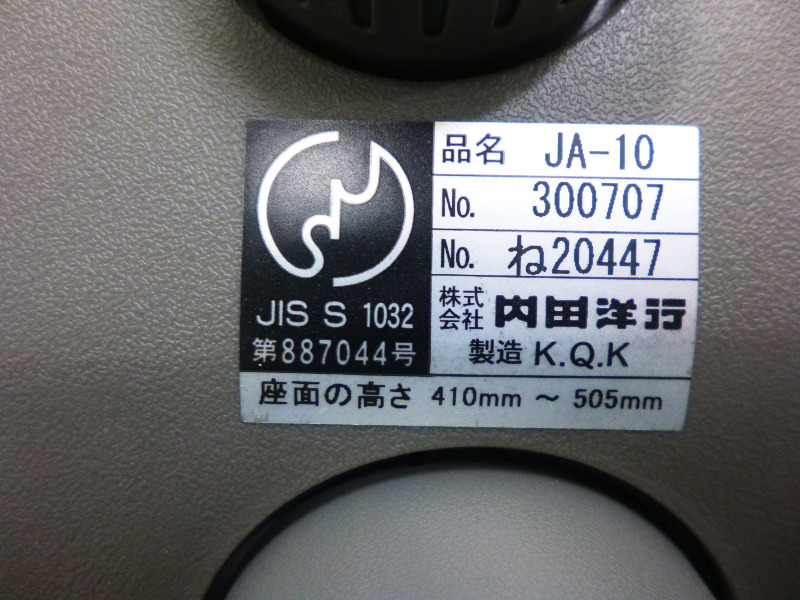 品名 JA-10
No. 300707
No. ね20447
株式会社 内田洋行
製造 K.Q.K
JIS S 1032
第887044号
座面の高さ 410mm ～ 505mm